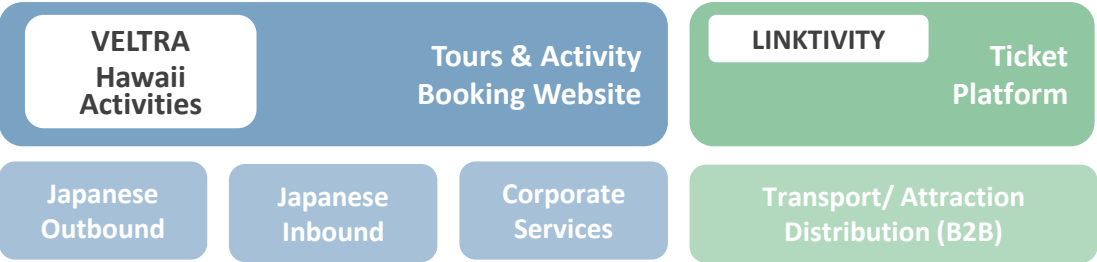 VELTRA
Hawaii
Activities
Tours & Activity
Booking Website
LINKTIVITY
Ticket
Platform
Japanese
Outbound
Japanese
Inbound
Corporate
Services
Transport/ Attraction
Distribution (B2B)